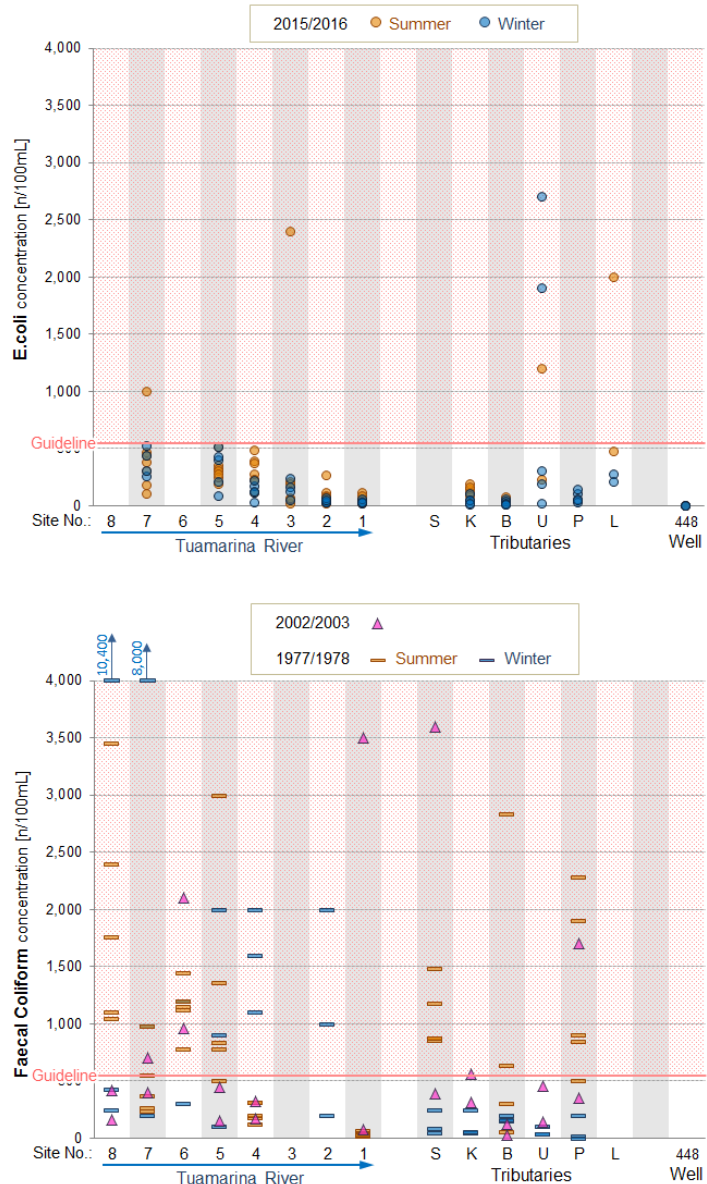 2015/2016 Summer Winter
4,000
3,500
3,000
2,500
2,000
1,500
1,000
500
0
E.coli concentration [n/100mL]
Guideline
Site No.: 8 7 6 5 4 3 2 1 S K B U P L 448
Tuamarina River Tributaries Well
2002/2003
1977/1978 Summer Winter
10,400
8,000
4,000
3,500
3,000
2,500
2,000
1,500
1,000
500
0
Faecal Coliform concentration [n/100mL]
Guideline
Site No.: 8 7 6 5 4 3 2 1 S K B U P L 448
Tuamarina River Tributaries Well